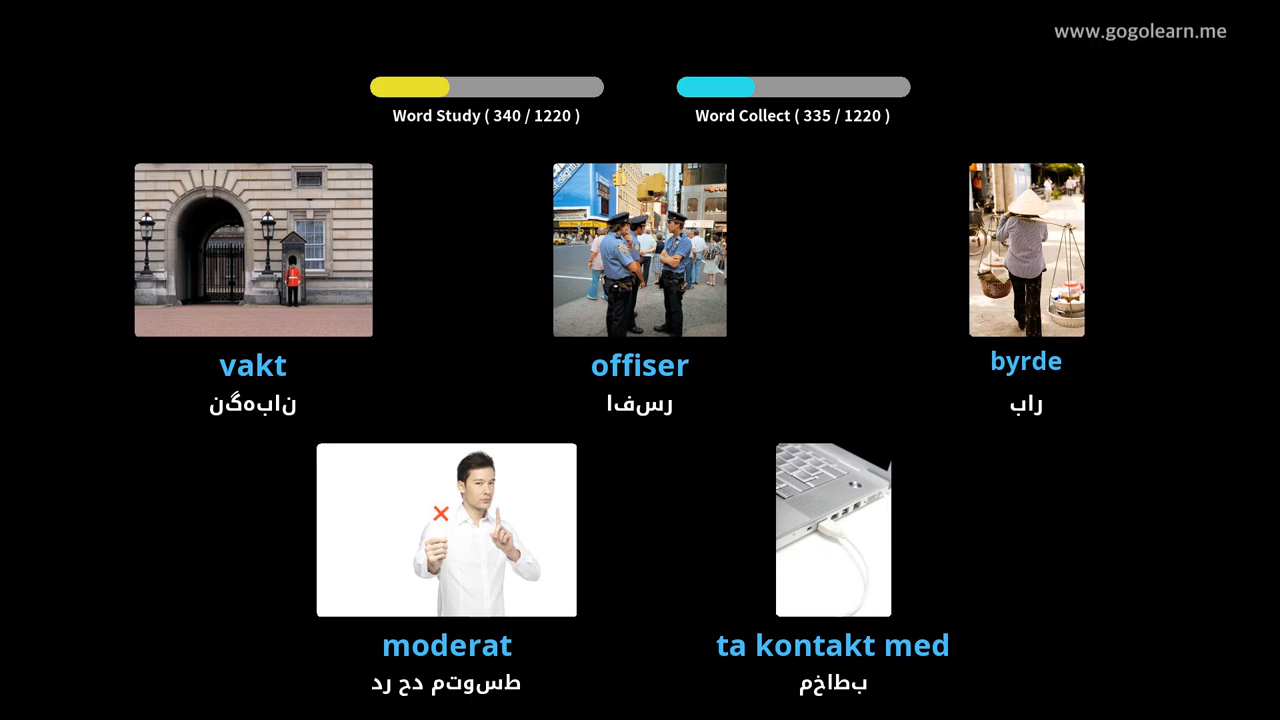 www.gogolearn.me
Word Study ( 340 / 1220 )
Word Collect ( 335 / 1220 )
vakt
نابهگن
offiser
رسفا
byrde
راب
moderat
طسوتم دح رد
ta kontakt med
بطاخم